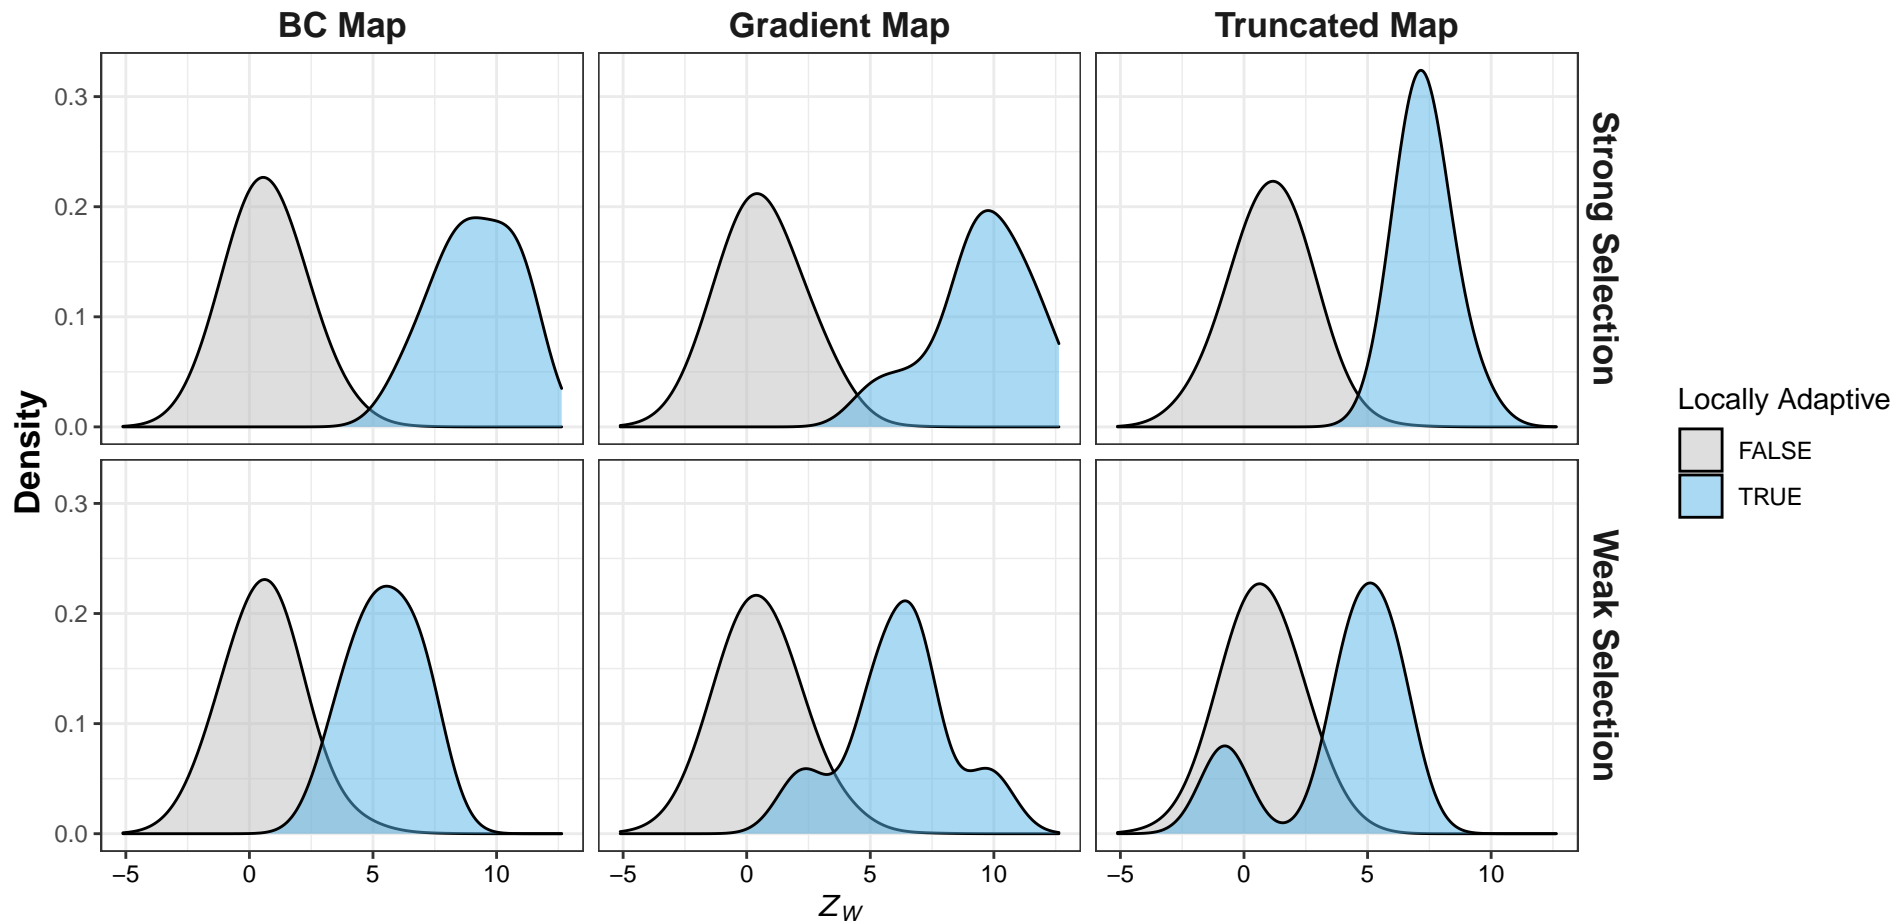 BC Map
Gradient Map
Truncated Map
0.3
0.2
0.1
0.0
Strong Selection
Density
0.3
0.2
0.1
0.0
Weak Selection
Locally Adaptive
FALSE
TRUE
−5 0 5 10
−5 0 5 10
−5 0 5 10
Z_W